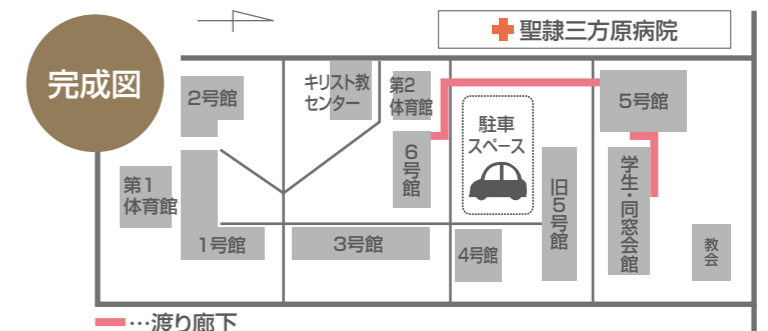 完成図
聖隷三方原病院
2号館
キリスト教
センター
第2
体育館
5号館
駐車
スペース
6号館
第1
体育館
旧5号館
学生・同窓会館
1号館
3号館
4号館
教会
…渡り廊下